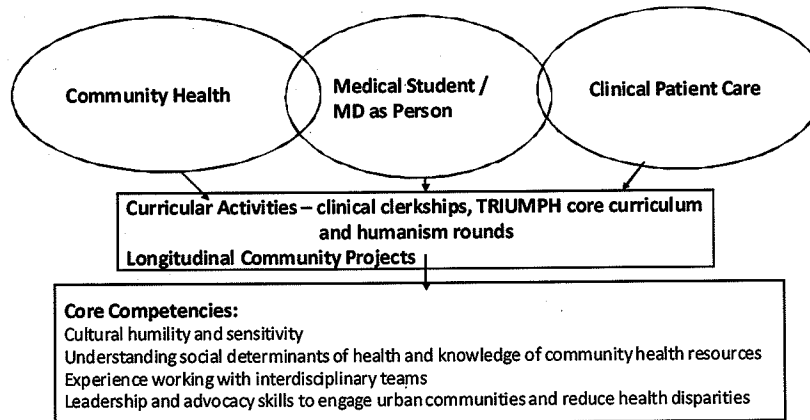 Community Health
Medical Student /
MD as Person
Clinical Patient Care
Curricular Activities – clinical clerkships, TRIUMPH core curriculum
and humanism rounds
Longitudinal Community Projects
Core Competencies:
Cultural humility and sensitivity
Understanding social determinants of health and knowledge of community health resources
Experience working with interdisciplinary teams
Leadership and advocacy skills to engage urban communities and reduce health disparities